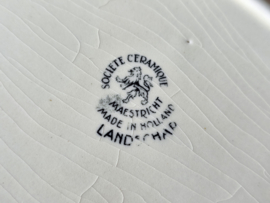 SOCIETE CERAMIQUE
MAESTRICHT
MADE IN HOLLAND
LANDSCHAP